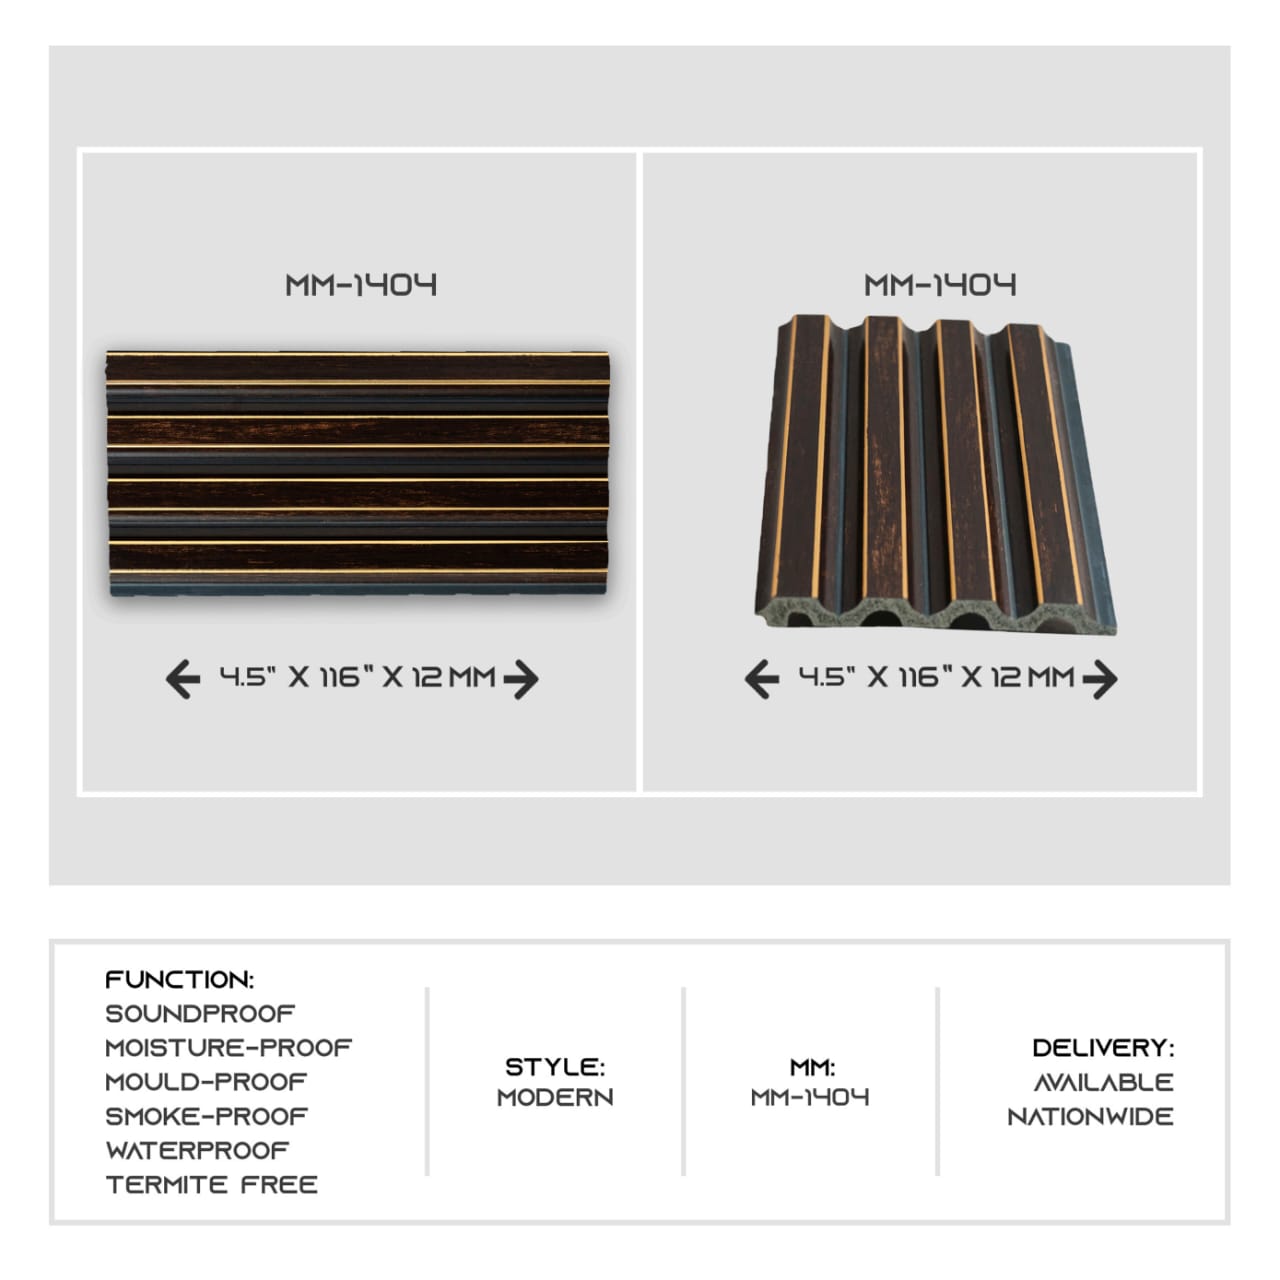 MM-1404
MM-1404
4.5" X 116" X 12 MM
4.5" X 116" X 12 MM
FUNCTION:
SOUNDPROOF
MOISTURE-PROOF
MOULD-PROOF
SMOKE-PROOF
WATERPROOF
TERMITE FREE
STYLE:
MODERN
MM:
MM-1404
DELIVERY:
AVAILABLE
NATIONWIDE